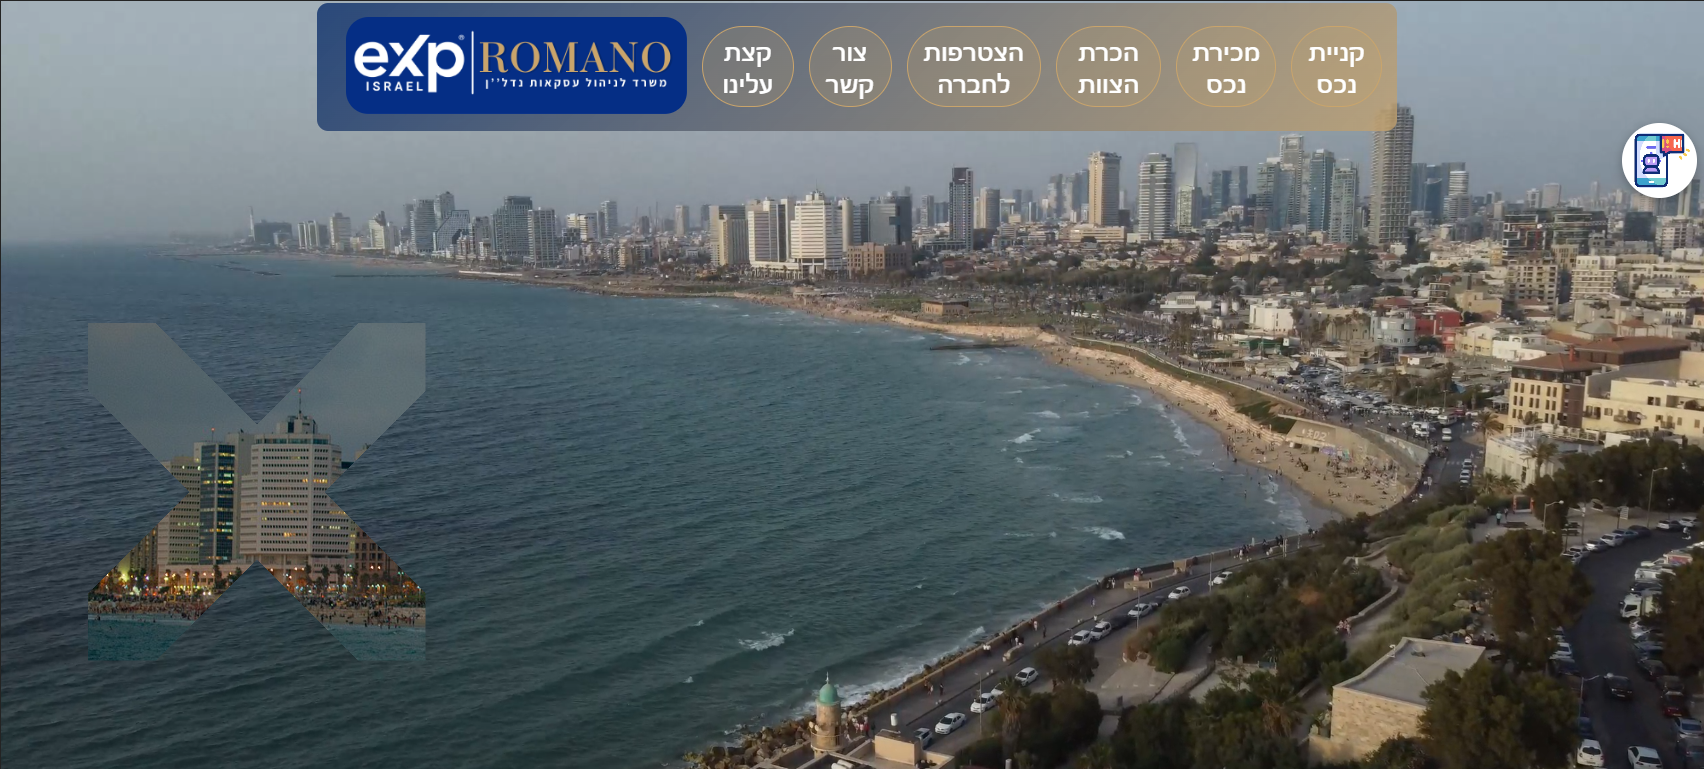 קניית
נכס
מכירת
נכס
הכרת
הצוות
הצטרפות
לחברה
צור
קשר
קצת
עלינו
exp
ISRAEL
ROMANO
משרד לניהול עסקאות נדל''ן
H!